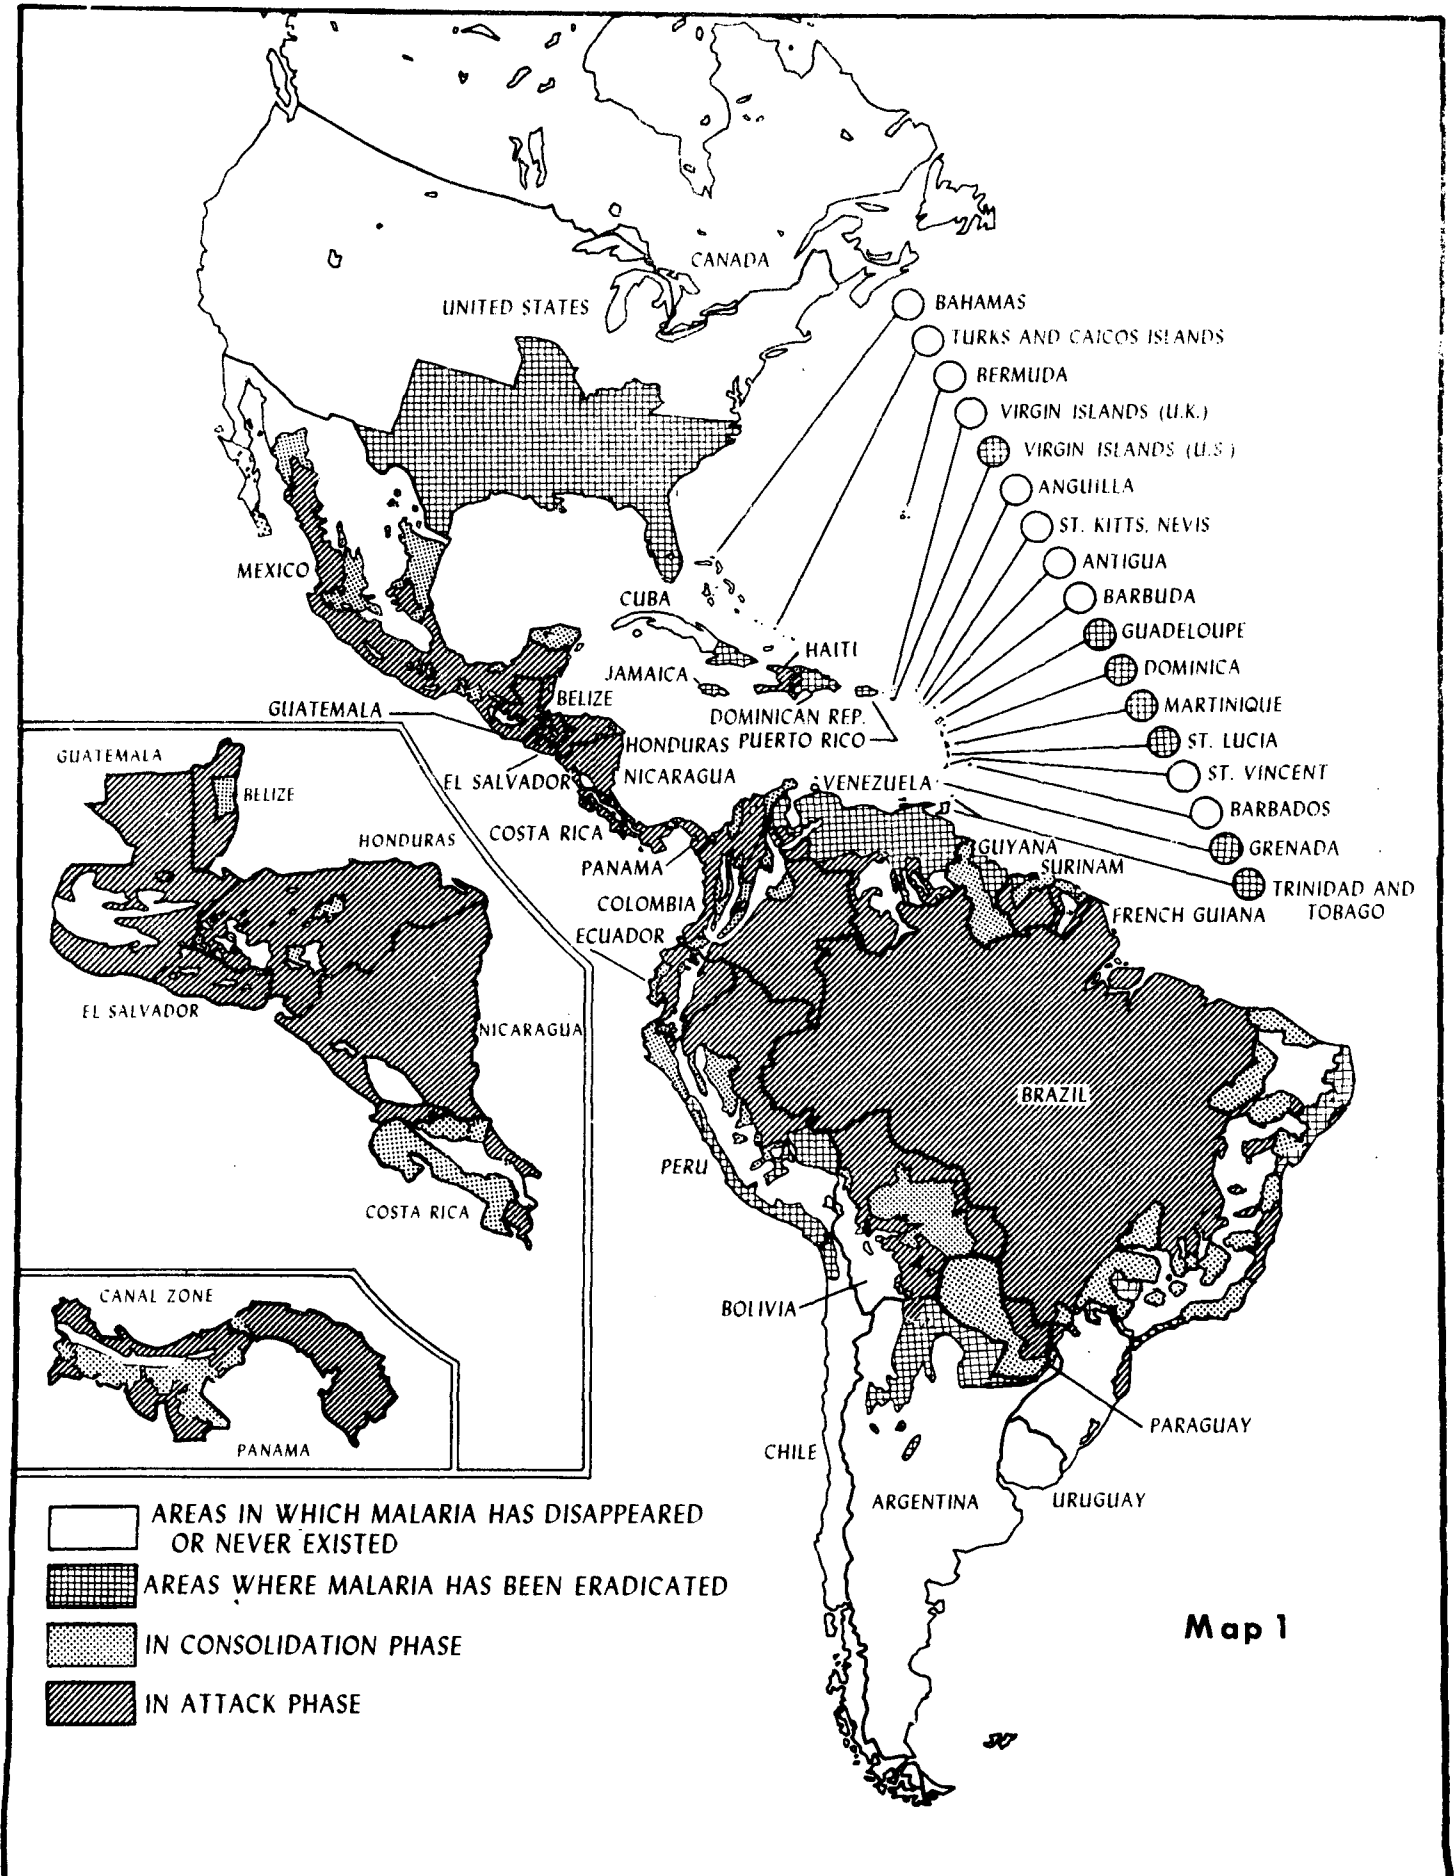 CANADA
UNITED STATES
BAHAMAS
TURKS AND CAICOS ISLANDS
BERMUDA
VIRGIN ISLANDS (U.K.)
VIRGIN ISLANDS (U.S.)
ANGUILLA
ST. KITTS, NEVIS
ANTIGUA
BARBUDA
GUADELOUPE
DOMINICA
MARTINIQUE
ST. LUCIA
ST. VINCENT
BARBADOS
GRENADA
TRINIDAD AND
TOBAGO
MEXICO
CUBA
HAITI
JAMAICA
BELIZE
GUATEMALA
DOMINICAN REP.
HONDURAS
PUERTO RICO
EL SALVADOR
NICARAGUA
VENEZUELA
COSTA RICA
PANAMA
GUYANA
SURINAM
COLOMBIA
FRENCH GUIANA
ECUADOR
BRAZIL
PERU
BOLIVIA
PARAGUAY
CHILE
ARGENTINA
URUGUAY
GUATEMALA
BELIZE
HONDURAS
EL SALVADOR
NICARAGUA
COSTA RICA
CANAL ZONE
PANAMA
AREAS IN WHICH MALARIA HAS DISAPPEARED
OR NEVER EXISTED
AREAS WHERE MALARIA HAS BEEN ERADICATED
IN CONSOLIDATION PHASE
IN ATTACK PHASE
Map 1